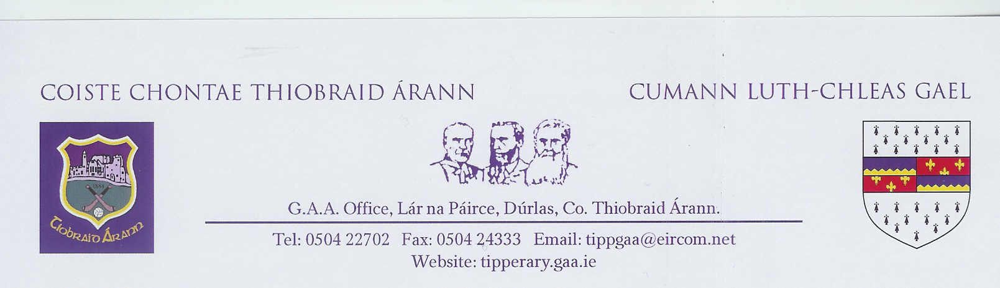 COISTE CHONTAE THIOBRAID ÁRANN
CUMANN LUTH-CHLEAS GAEL
1884
Tiobraid Árann
G.A.A. Office, Lár na Páirce, Dúrlas, Co. Thiobraid Árann.
Tel: 0504 22702 Fax: 0504 24333 Email: tippgaa@eircom.net
Website: tipperary.gaa.ie